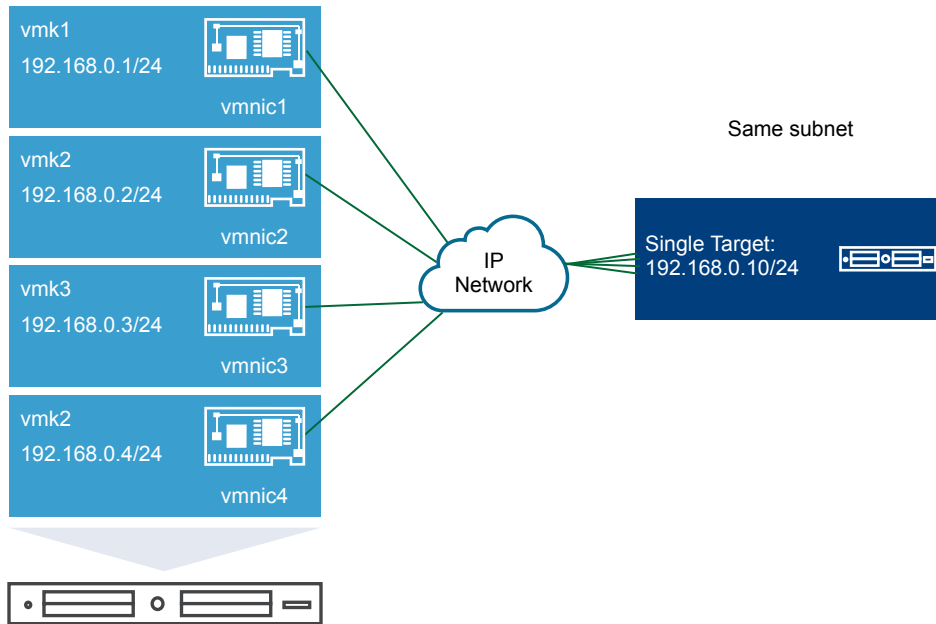 vmk1
192.168.0.1/24
vmnic1
vmk2
192.168.0.2/24
vmnic2
vmk3
192.168.0.3/24
vmnic3
vmk2
192.168.0.4/24
vmnic4
IP
Network
Same subnet
Single Target:
192.168.0.10/24